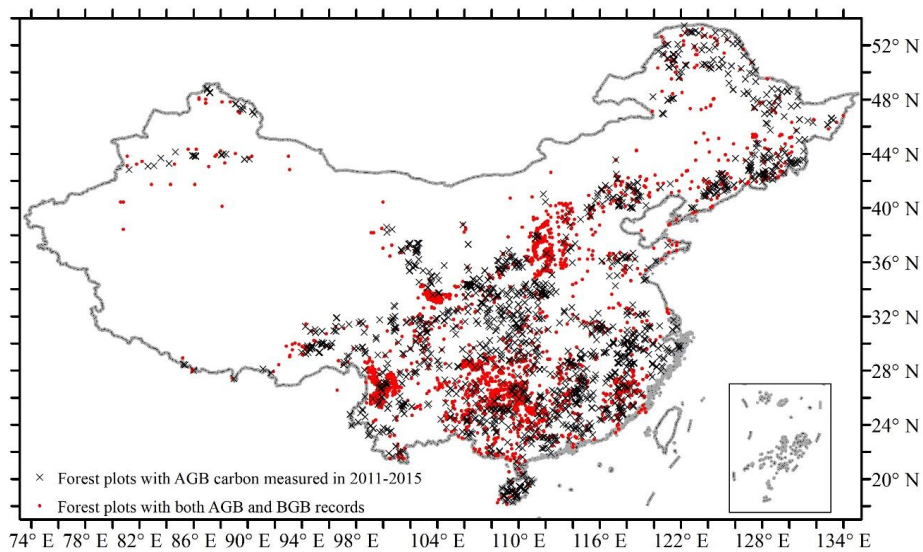 52° N
48° N
44° N
40° N
36° N
32° N
28° N
24° N
× Forest plots with AGB carbon measured in 2011-2015
20° N
• Forest plots with both AGB and BGB records
74° E 78° E 82° E 86° E 90° E 94° E 98° E 104° E 110° E 116° E 122° E 128° E 134° E